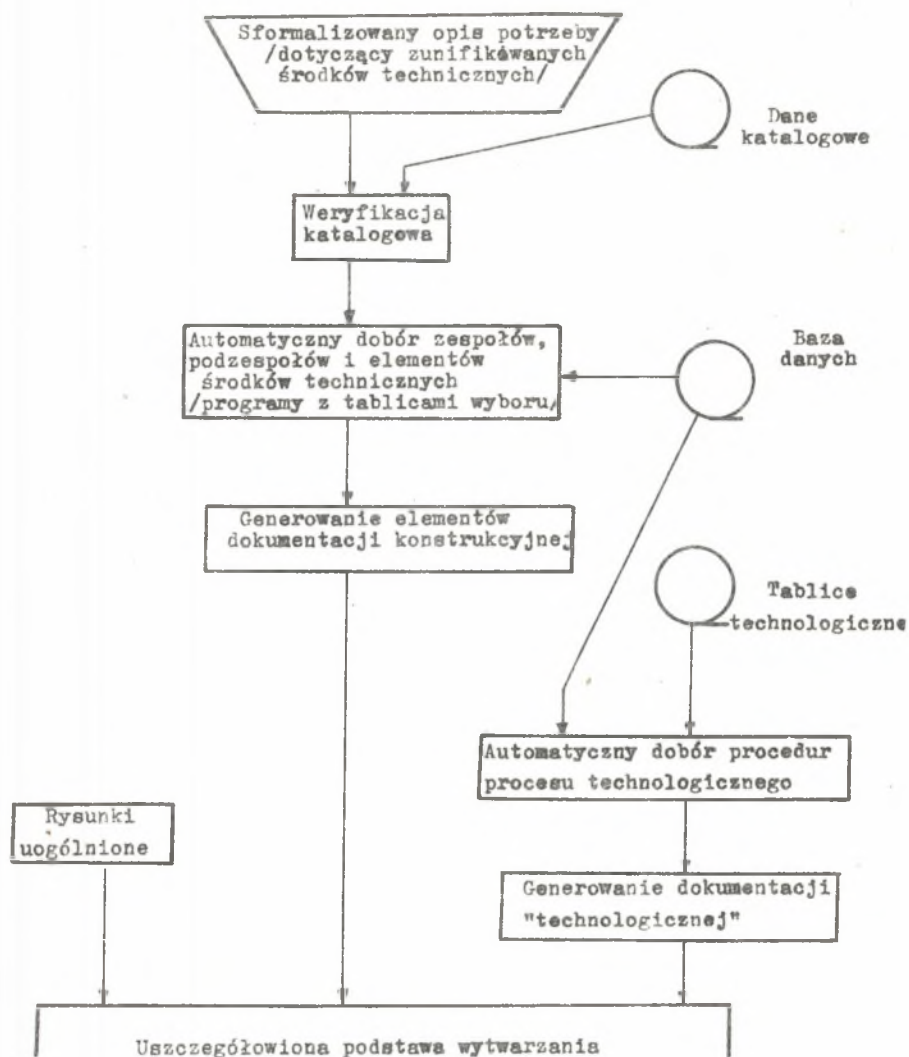 Sformalizowany opis potrzeby
/dotyczący zunifikowanych
środków technicznych/
Dane
katalogowe
Weryfikacja
katalogowa
Automatyczny dobór zespołów,
podzespołów i elementów
środków technicznych
/programy z tablicami wyboru/
Baza
danych
Generowanie elementów
dokumentacji konstrukcyjnej
Tablice
technologiczne
Automatyczny dobór procedur
procesu technologicznego
Rysunki
uogólnione
Generowanie dokumentacji
"technologicznej"
Uszczegółowiona podstawa wytwarzania